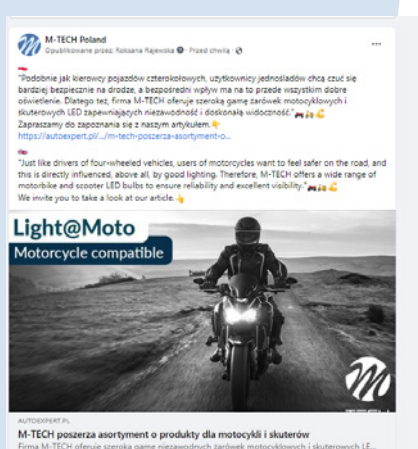 M-TECH Poland
Opublikowane przez: Roksana Rajewska · Przed chwilą ·
"Podobnie jak kierowcy pojazdów czterokołowych, użytkownicy jednośladów chcą czuć się
bardziej bezpiecznie na drodze, a bezpośredni wpływ ma na to przede wszystkim dobre
oświetlenie. Dlatego też, firma M-TECH oferuje szeroką gamę żarówek motocyklowych i
skuterowych LED zapewniających niezawodność i doskonałą widoczność."
Zapraszamy do zapoznania się z naszym artykułem.
https://autoexpert.pl/.../m-tech-poszerza-asortyment-o...
"Just like drivers of four-wheeled vehicles, users of motorcycles want to feel safer on the road, and
this is directly influenced, above all, by good lighting. Therefore, M-TECH offers a wide range of
motorbike and scooter LED bulbs to ensure reliability and excellent visibility."
We invite you to take a look at our article.
Light@Moto
Motorcycle compatible
AUTOEXPERT.PL
M-TECH poszerza asortyment o produkty dla motocykli i skuterów
Firma M-TECH oferuje szeroką gamę niezawodnych żarówek motocyklowych i skuterowych LE...